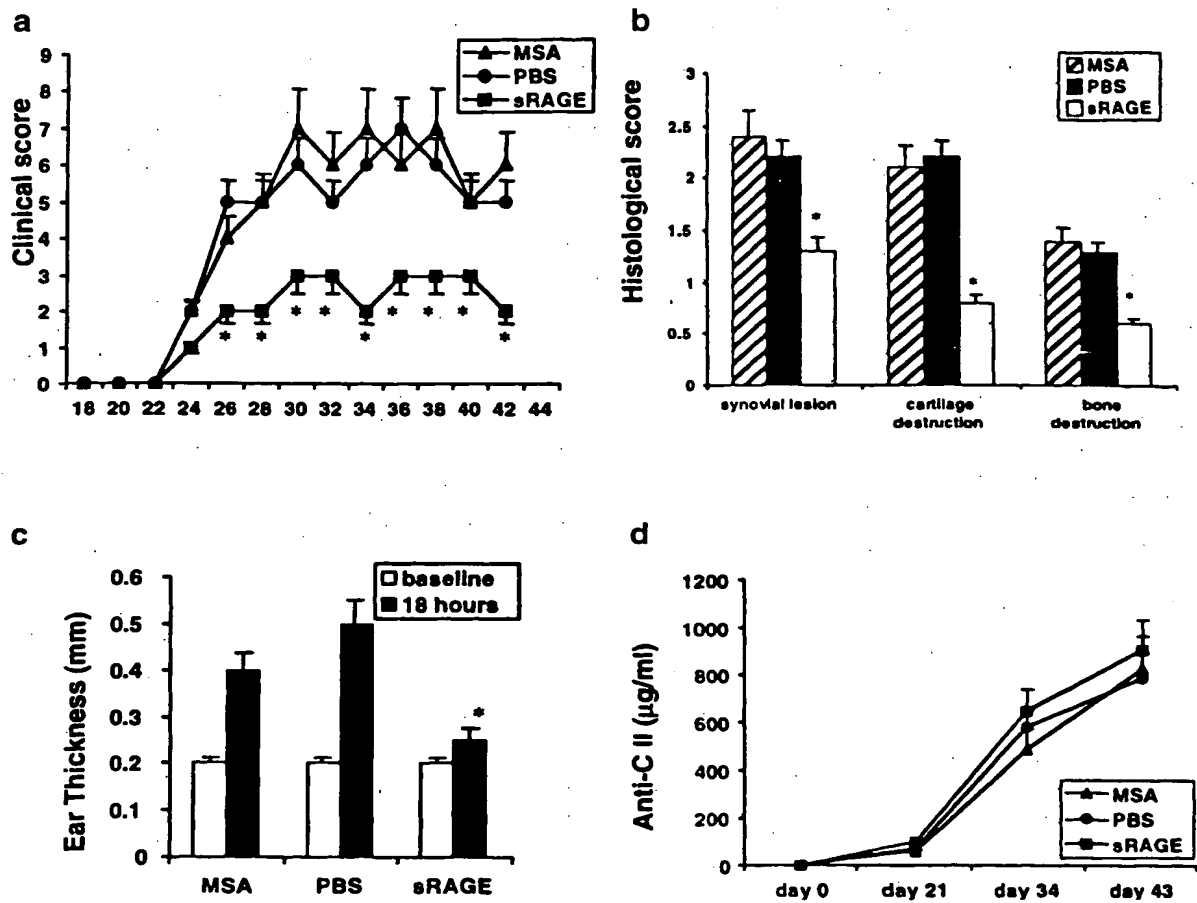 a
Clinical score
9
8
7
6
5
4
3
2
1
0
MSA
PBS
sRAGE
* * * * * * * * *
18 20 22 24 26 28 30 32 34 36 38 40 42 44
b
Histological score
3
2.5
2
1.5
1
0.5
0
MSA
PBS
sRAGE
*
*
*
synovial lesion
cartilage
destruction
bone
destruction
c
Ear Thickness (mm)
0.6
0.5
0.4
0.3
0.2
0.1
0
baseline
18 hours
*
MSA PBS sRAGE
d
Anti-C II (µg/ml)
1200
1000
800
600
400
200
0
MSA
PBS
sRAGE
day 0 day 21 day 34 day 43